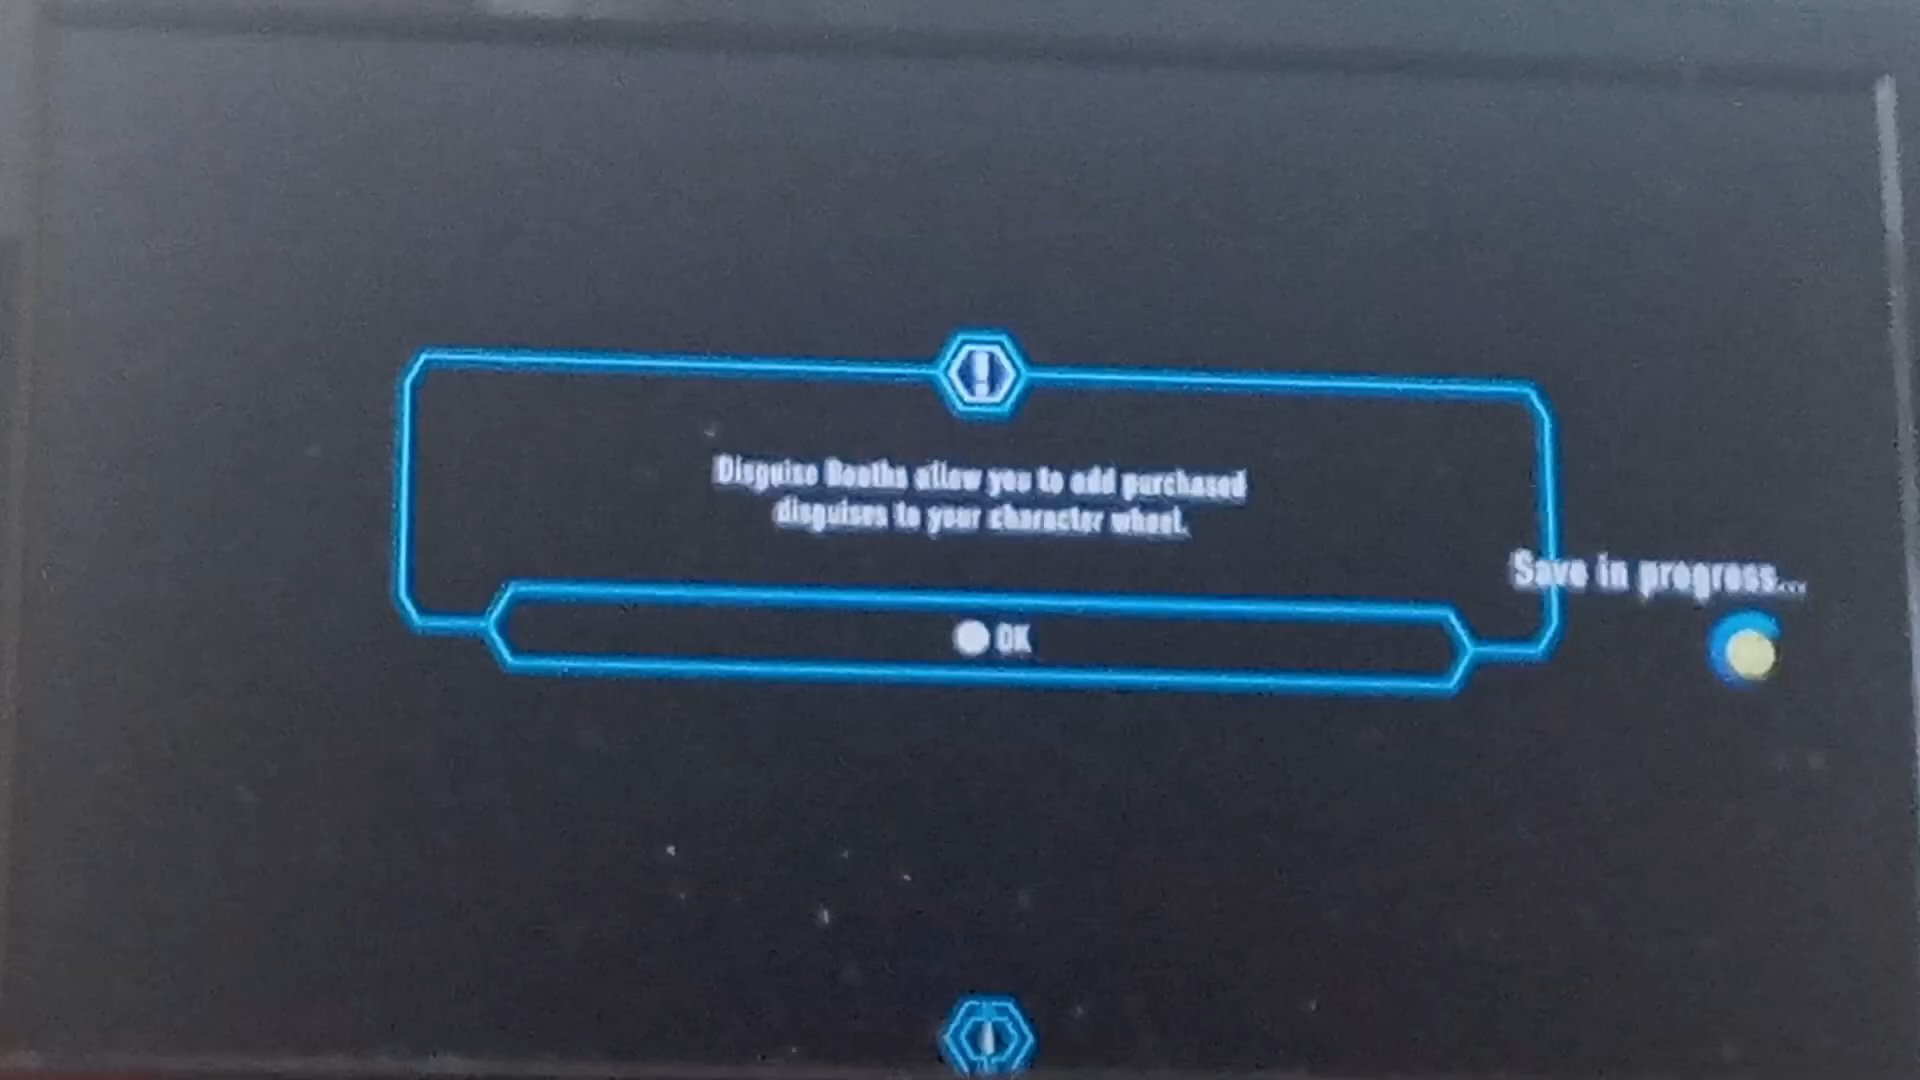 Disguise Booths allow you to add purchased
disguises to your character wheel.
Save in progress...
OK